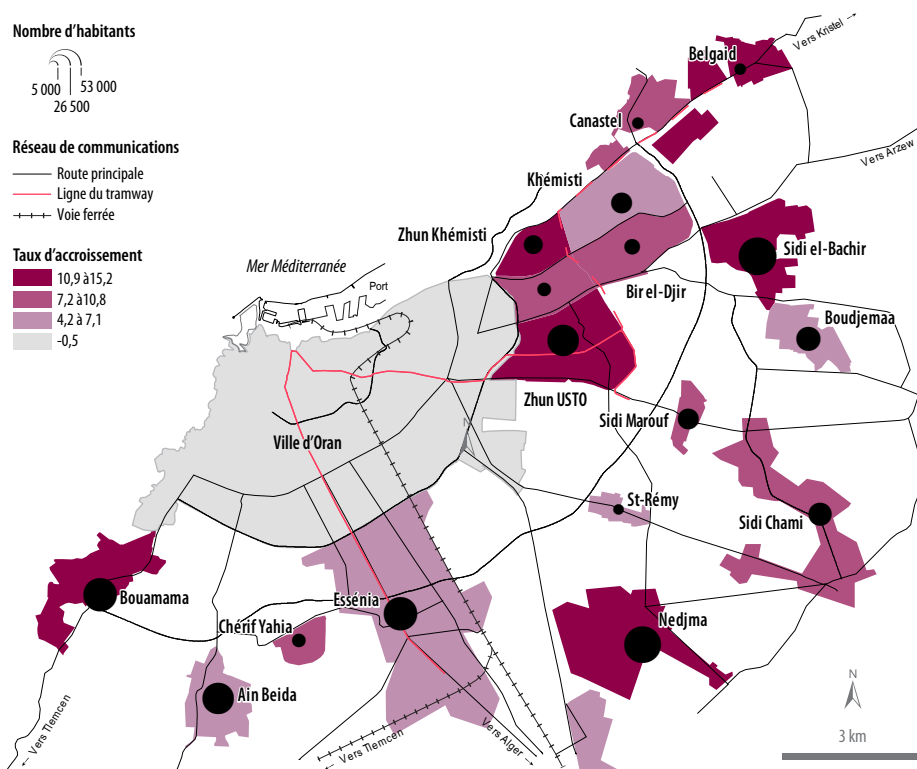 Nombre d'habitants
5 000
53 000
26 500
Réseau de communications
Route principale
Ligne du tramway
Voie ferrée
Taux d'accroissement
10,9 à 15,2
7,2 à 10,8
4,2 à 7,1
-0,5
Vers Kristel
Belgaid
Canastel
Vers Arzew
Khémisti
Zhun Khémisti
Sidi el-Bachir
Mer Méditerranée
Port
Bir el-Djir
Boudjemaa
Zhun USTO
Sidi Marouf
N
Ville d'Oran
St-Rémy
Sidi Chami
Bouamama
Essénia
Nedjma
Chérif Yahia
Ain Beida
N
Vers Tlemcen
Vers Tlemcen
Vers Alger
3 km